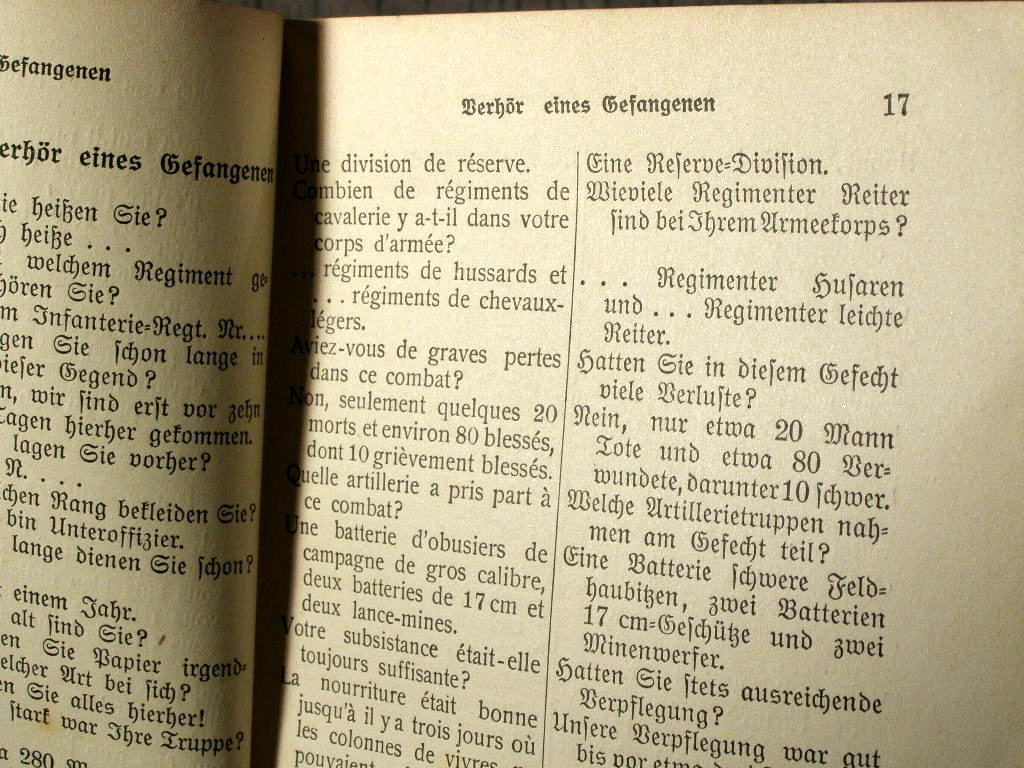 Gefangenen
eines Gefangenen
heißen Sie?
heiße . . .
welchem Regiment ge-
hören Sie?
Infanterie-Regt. Nr....
Sie schon lange in
dieser Gegend?
wir sind erst vor zehn
Tagen hierher gekommen.
lagen Sie vorher?
N. . . .
Rang bekleiden Sie?
bin Unteroffizier.
lange dienen Sie schon?
einem Jahr.
alt sind Sie?
Sie Papier irgend-
welcher Art bei sich?
Sie alles hierher!
stark war Ihre Truppe?
280
Verhör eines Gefangenen 17
Une division de réserve.
Combien de régiments de
cavalerie y a-t-il dans votre
corps d'armée?
... régiments de hussards et
... régiments de chevaux-
légers.
Aviez-vous de graves pertes
dans ce combat?
Non, seulement quelques 20
morts et environ 80 blessés,
dont 10 grièvement blessés.
Quelle artillerie a pris part à
ce combat?
Une batterie d'obusiers de
campagne de gros calibre,
deux batteries de 17 cm et
deux lance-mines.
Votre subsistance était-elle
toujours suffisante?
La nourriture était bonne
jusqu'à il y a trois jours où
les colonnes de vivres
pouvaient
Eine Reserve-Division.
Wieviele Regimenter Reiter
sind bei Ihrem Armeekorps?
. . . Regimenter Husaren
und . . . Regimenter leichte
Reiter.
Hatten Sie in diesem Gefecht
viele Verluste?
Nein, nur etwa 20 Mann
Tote und etwa 80 Ver-
wundete, darunter 10 schwer.
Welche Artillerietruppen nah-
men am Gefecht teil?
Eine Batterie schwere Feld-
haubitzen, zwei Batterien
17 cm-Geschütze und zwei
Minenwerfer.
Hatten Sie stets ausreichende
Verpflegung?
Unsere Verpflegung war gut
bis vor etwa